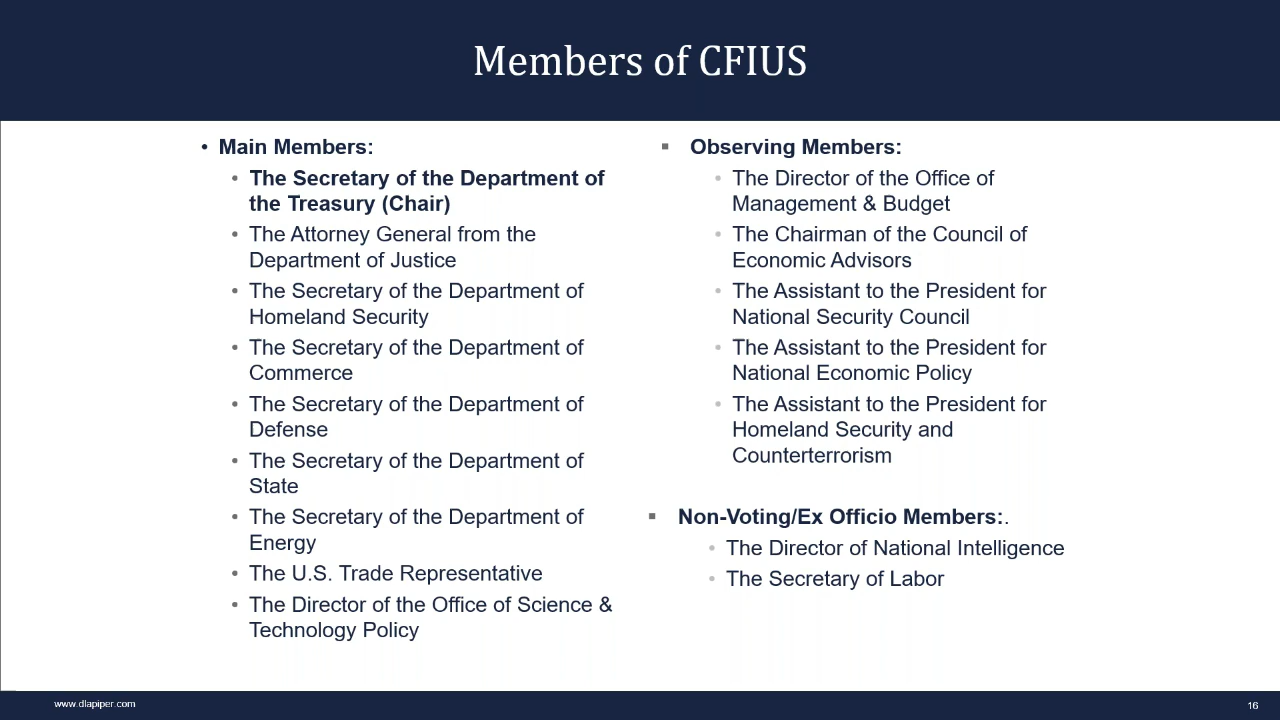 Members of CFIUS
• Main Members:
• The Secretary of the Department of
the Treasury (Chair)
• The Attorney General from the
Department of Justice
• The Secretary of the Department of
Homeland Security
• The Secretary of the Department of
Commerce
• The Secretary of the Department of
Defense
• The Secretary of the Department of
State
• The Secretary of the Department of
Energy
• The U.S. Trade Representative
• The Director of the Office of Science &
Technology Policy
▪ Observing Members:
• The Director of the Office of
Management & Budget
• The Chairman of the Council of
Economic Advisors
• The Assistant to the President for
National Security Council
• The Assistant to the President for
National Economic Policy
• The Assistant to the President for
Homeland Security and
Counterterrorism
▪ Non-Voting/Ex Officio Members:.
• The Director of National Intelligence
• The Secretary of Labor
www.dlapiper.com
16